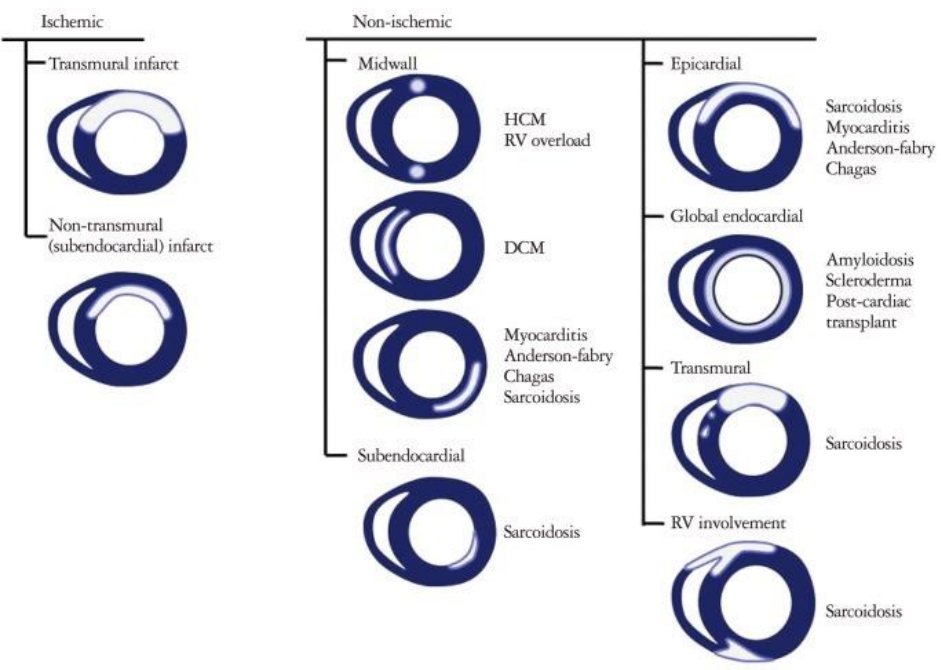 Ischemic
Transmural infarct
Non-transmural
(subendocardial) infarct
Non-ischemic
Midwall
HCM
RV overload
DCM
Myocarditis
Anderson-fabry
Chagas
Sarcoidosis
Subendocardial
Sarcoidosis
Epicardial
Sarcoidosis
Myocarditis
Anderson-fabry
Chagas
Global endocardial
Amyloidosis
Scleroderma
Post-cardiac
transplant
Transmural
Sarcoidosis
RV involvement
Sarcoidosis